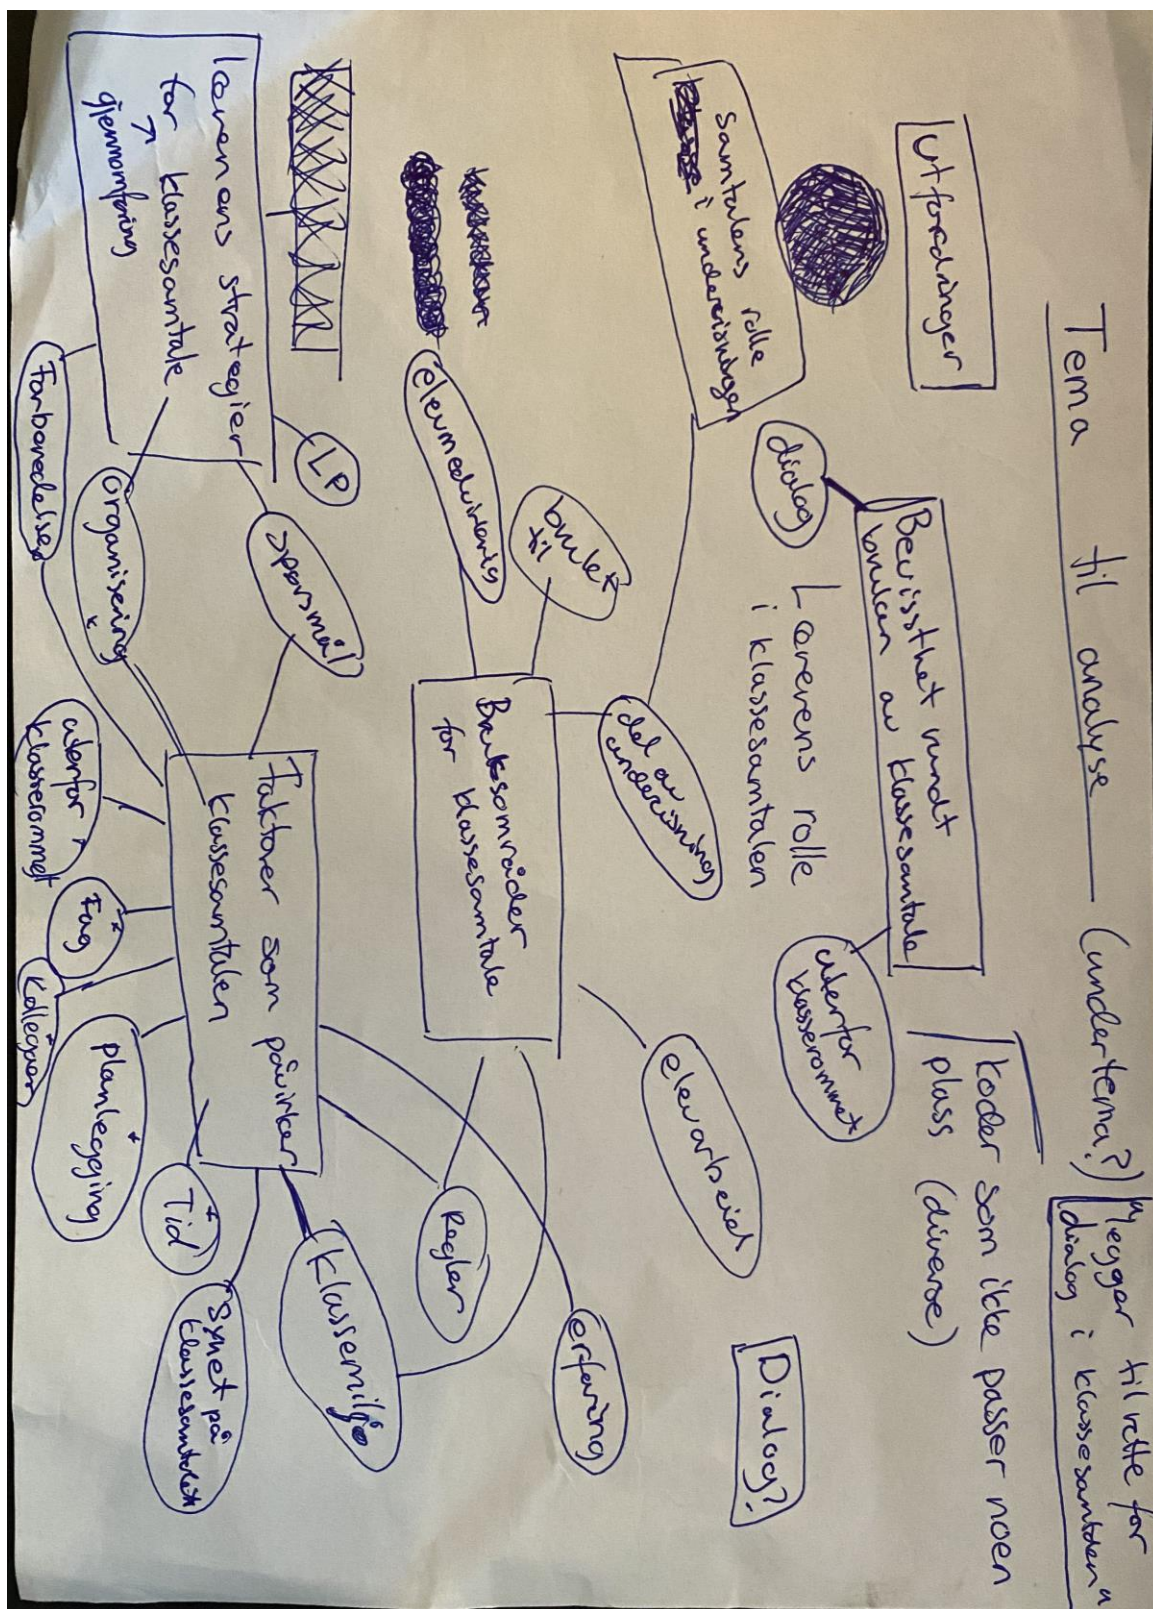 Tema til analyse (undertema?)
"legger til rette for
dialog i klassesamtalen"
Utfordringer
Bevissthet rundt
bruken av klassesamtale
Koder som ikke passer noen
plass (diverse)
dialog
utenfor
klasserommet
samtalens rolle
i undervisningen
Lærerens rolle
i klassesamtalen
Dialog?
del av
undervisning
elevarbeid
brukt
til
elevmedvirkning
Bruksområder
for klassesamtale
erfaring
Regler
Klassemiljø
LP
spørsmål
Lærerens strategier
for klassesamtale
gjennomføring
Faktorer som påvirker
klassesamtalen
organisering
Forberedelse
utenfor
klasserommet
Fag
Kollegaer
planlegging
Tid
Synet på
klassesamtale